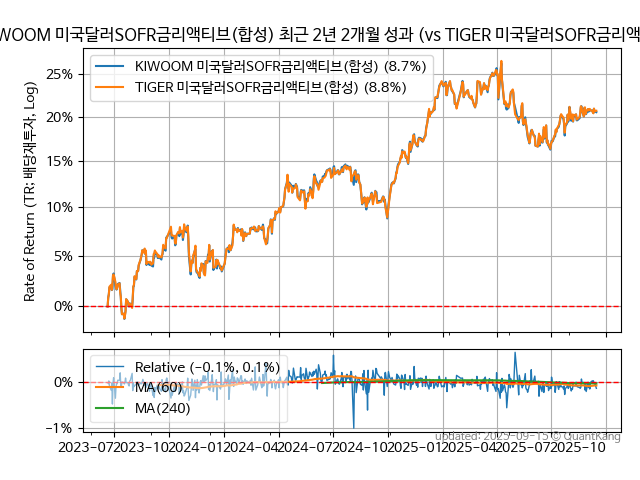 WOOM 미국달러SOFR금리액티브(합성) 최근 2년 2개월 성과 (vs TIGER 미국달러SOFR금리액
KIWOOM 미국달러SOFR금리액티브(합성) (8.7%)
TIGER 미국달러SOFR금리액티브(합성) (8.8%)
Rate of Return (TR: 배당재투자, Log)
25%
20%
15%
10%
5%
0%
Relative (−0.1%, 0.1%)
MA(60)
MA(240)
0%
−1%
2023-07
2023-10
2024-01
2024-04
2024-07
2024-10
2025-01
2025-04
2025-07
2025-10
updated: 2025-09-15 © QuantKang